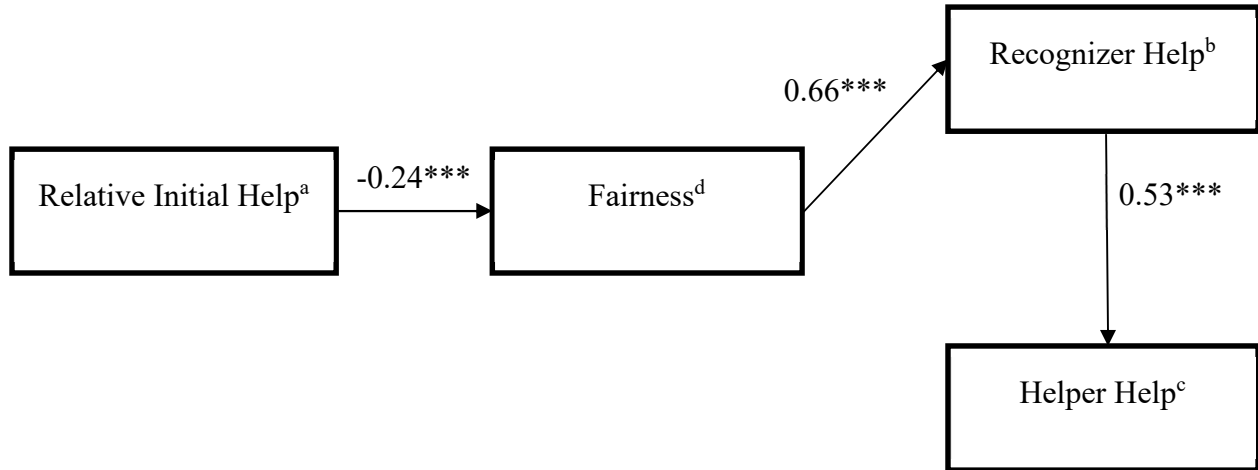 Recognizer Help^b
0.66***
Relative Initial Help^a
-0.24***
Fairness^d
0.53***
Helper Help^c